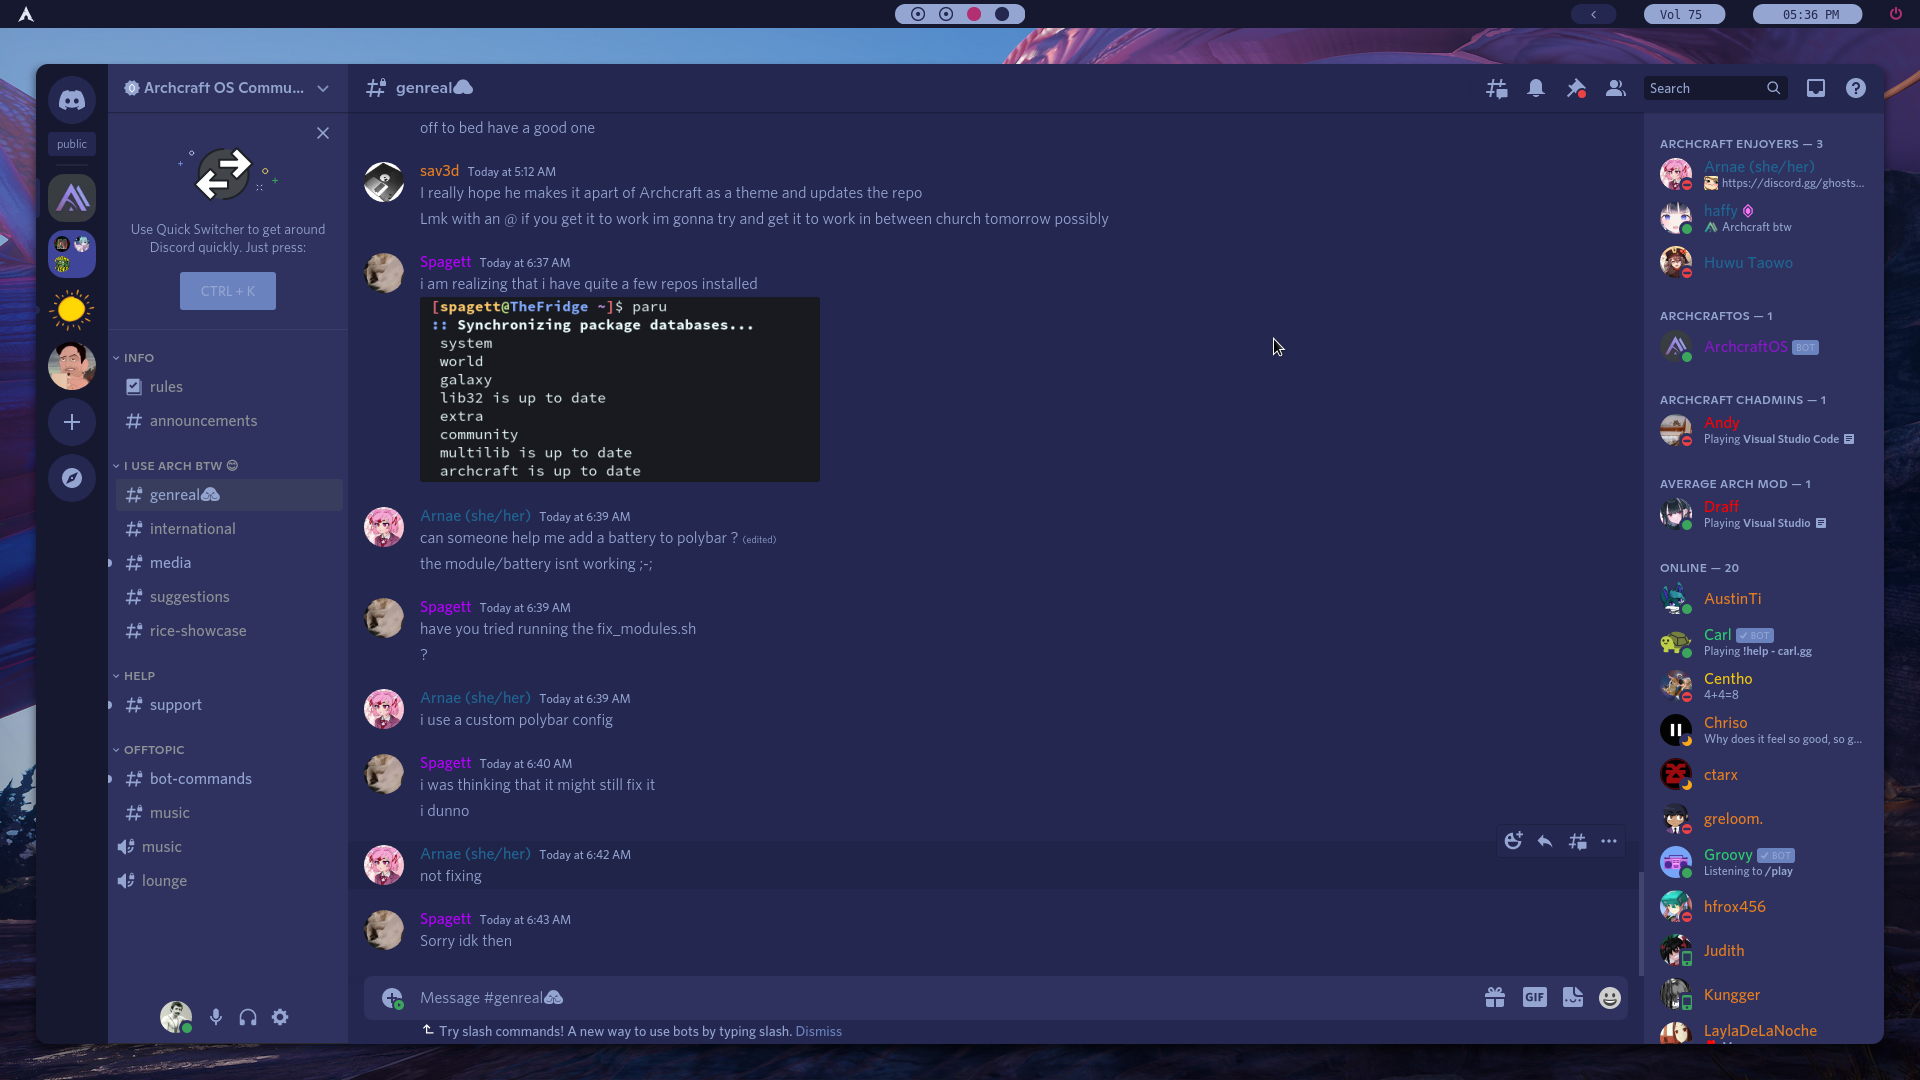 Vol 75
05:36 PM
public
Archcraft OS Commu...
Use Quick Switcher to get around
Discord quickly. Just press:
CTRL + K
INFO
rules
announcements
I USE ARCH BTW 😊
genreal
international
media
suggestions
rice-showcase
HELP
support
OFFTOPIC
bot-commands
music
music
lounge
genreal
Search
off to bed have a good one
sav3d Today at 5:12 AM
I really hope he makes it apart of Archcraft as a theme and updates the repo
Lmk with an @ if you get it to work im gonna try and get it to work in between church tomorrow possibly
Spagett Today at 6:37 AM
i am realizing that i have quite a few repos installed
[spagett@TheFridge ~]$ paru
:: Synchronizing package databases...
system
world
galaxy
lib32 is up to date
extra
community
multilib is up to date
archcraft is up to date
Arnae (she/her) Today at 6:39 AM
can someone help me add a battery to polybar ? (edited)
the module/battery isnt working ;-;
Spagett Today at 6:39 AM
have you tried running the fix_modules.sh
?
Arnae (she/her) Today at 6:39 AM
i use a custom polybar config
Spagett Today at 6:40 AM
i was thinking that it might still fix it
i dunno
Arnae (she/her) Today at 6:42 AM
not fixing
Spagett Today at 6:43 AM
Sorry idk then
Message #genreal
GIF
Try slash commands! A new way to use bots by typing slash. Dismiss
ARCHCRAFT ENJOYERS — 3
Arnae (she/her)
https://discord.gg/ghosts...
haffy
Archcraft btw
Huwu Taowo
ARCHCRAFTOS — 1
ArchcraftOS BOT
ARCHCRAFT CHADMINS — 1
Andy
Playing Visual Studio Code
AVERAGE ARCH MOD — 1
Draff
Playing Visual Studio
ONLINE — 20
AustinTi
Carl ✓ BOT
Playing !help - carl.gg
Centho
4+4=8
Chriso
Why does it feel so good, so g...
ctarx
greloom.
Groovy ✓ BOT
Listening to /play
hfrox456
Judith
Kungger
LaylaDeLaNoche